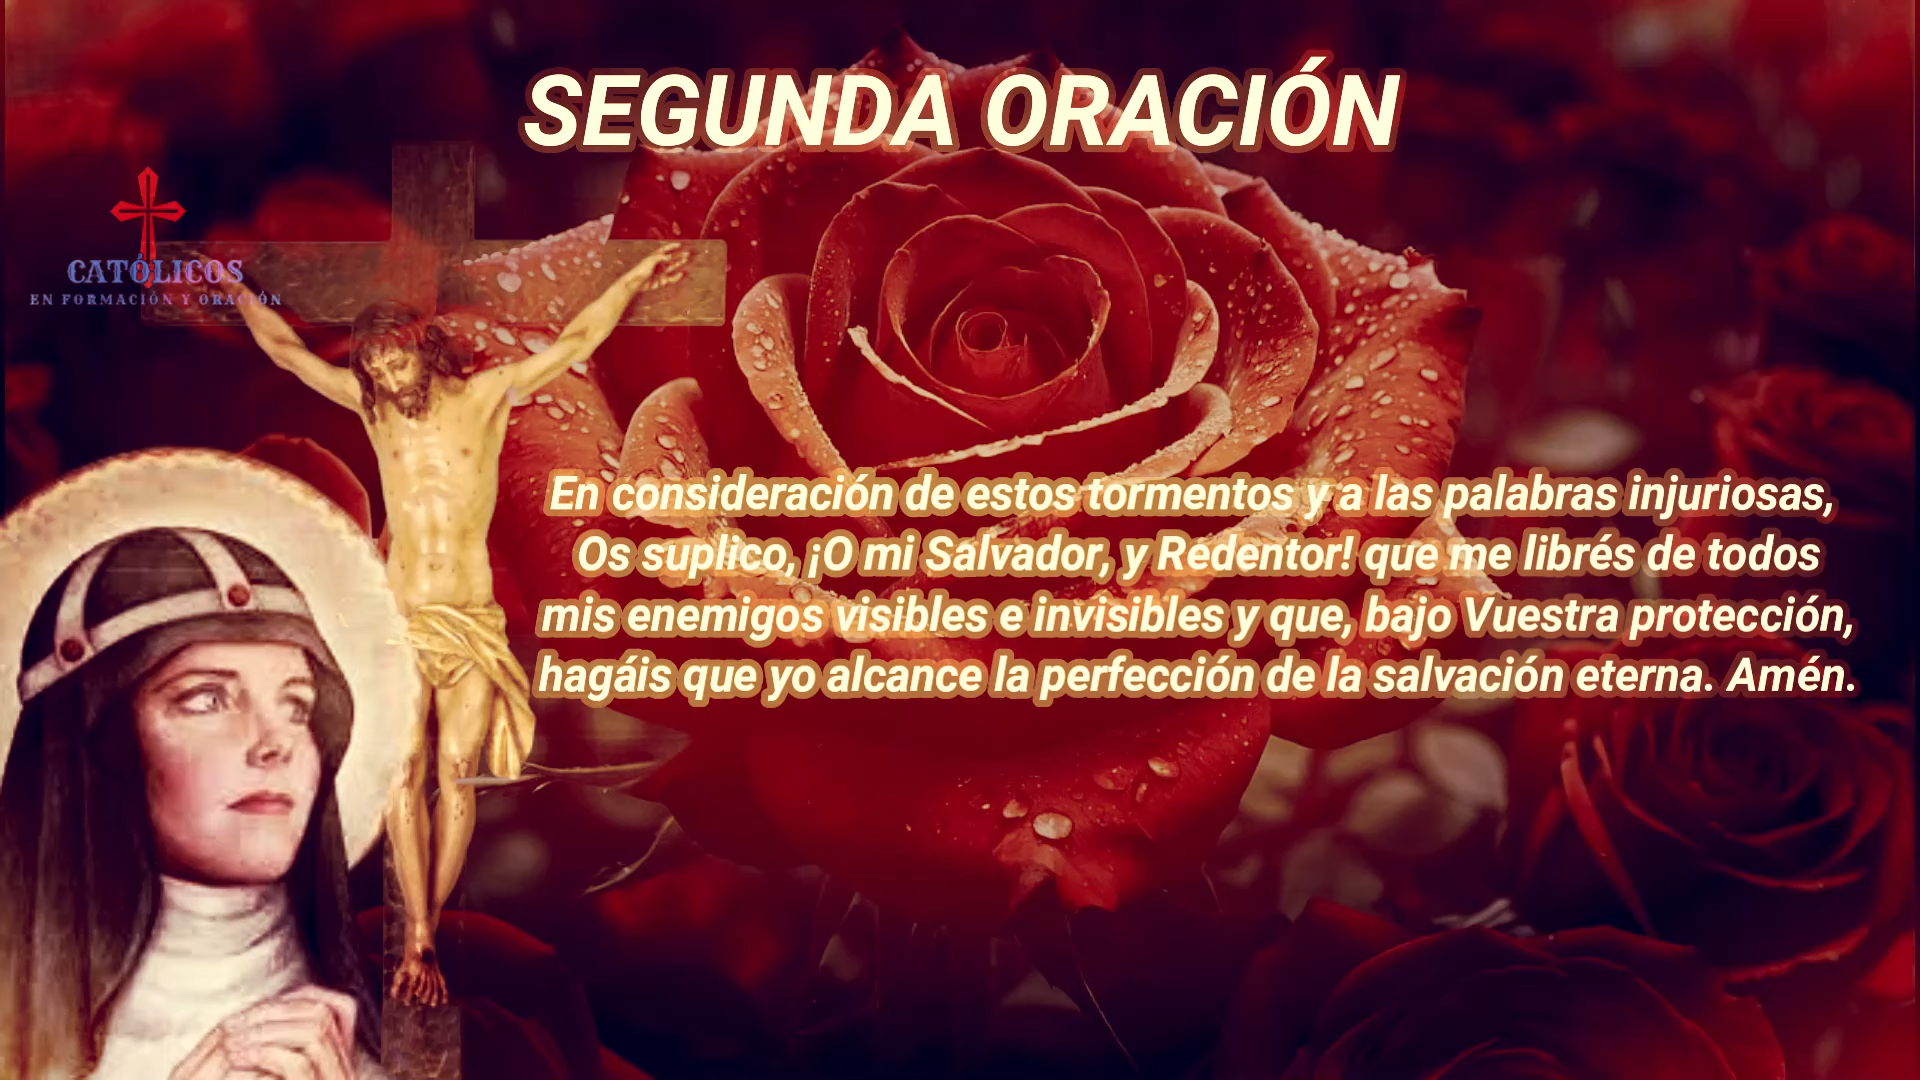 SEGUNDA ORACIÓN
CATÓLICOS
EN FORMACIÓN Y ORACIÓN
En consideración de estos tormentos y a las palabras injuriosas,
Os suplico, ¡O mi Salvador, y Redentor! que me librés de todos
mis enemigos visibles e invisibles y que, bajo Vuestra protección,
hagáis que yo alcance la perfección de la salvación eterna. Amén.